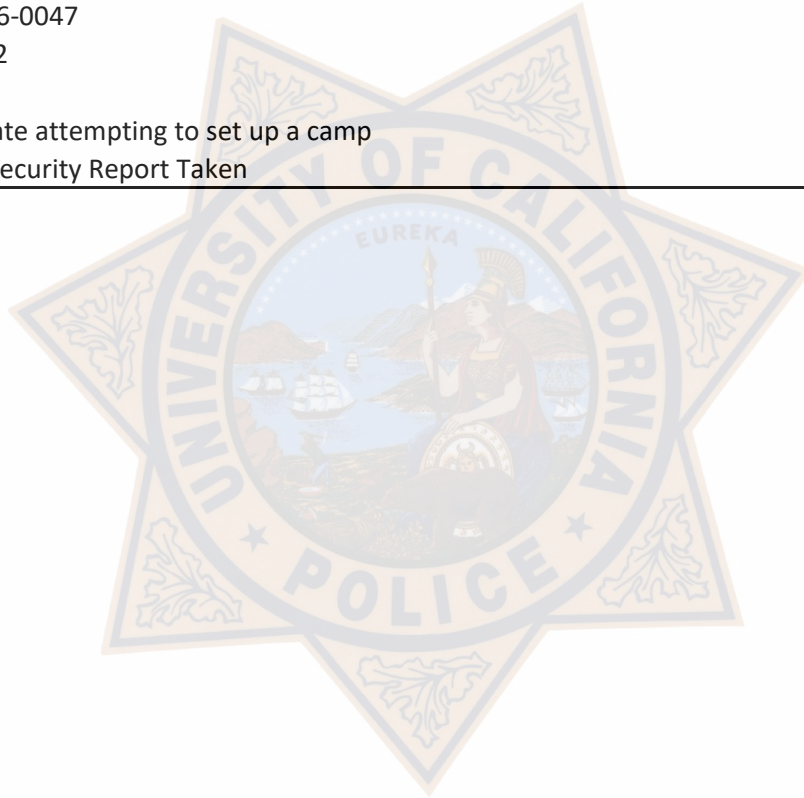 6-0047
2
ate attempting to set up a camp
ecurity Report Taken
UNIVERSITY OF CALIFORNIA
EUREKA
POLICE